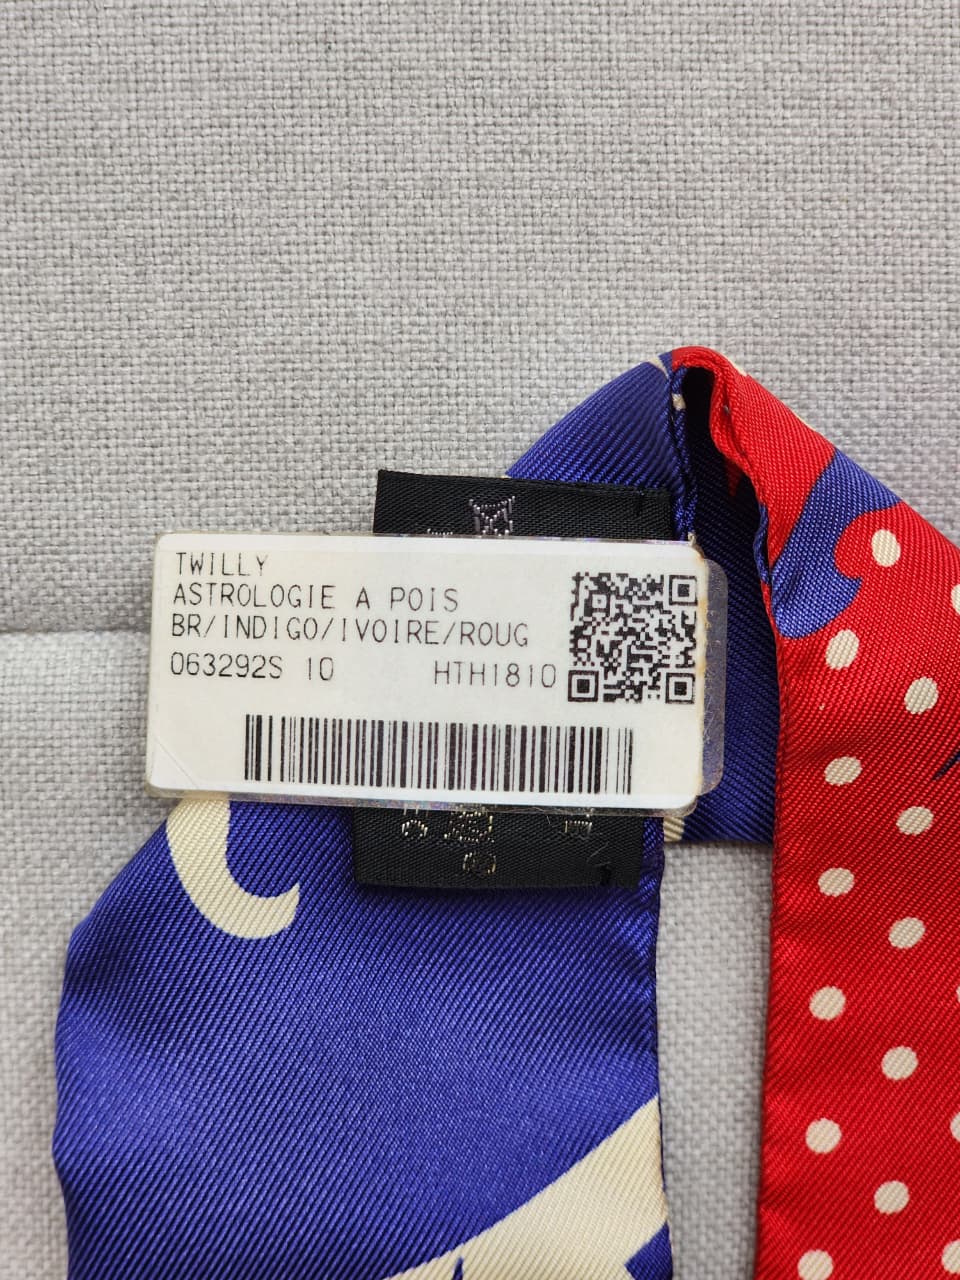 TWILLY
ASTROLOGIE A POIS
BR/INDIGO/IVOIRE/ROUG
063292S 10 HTH1810